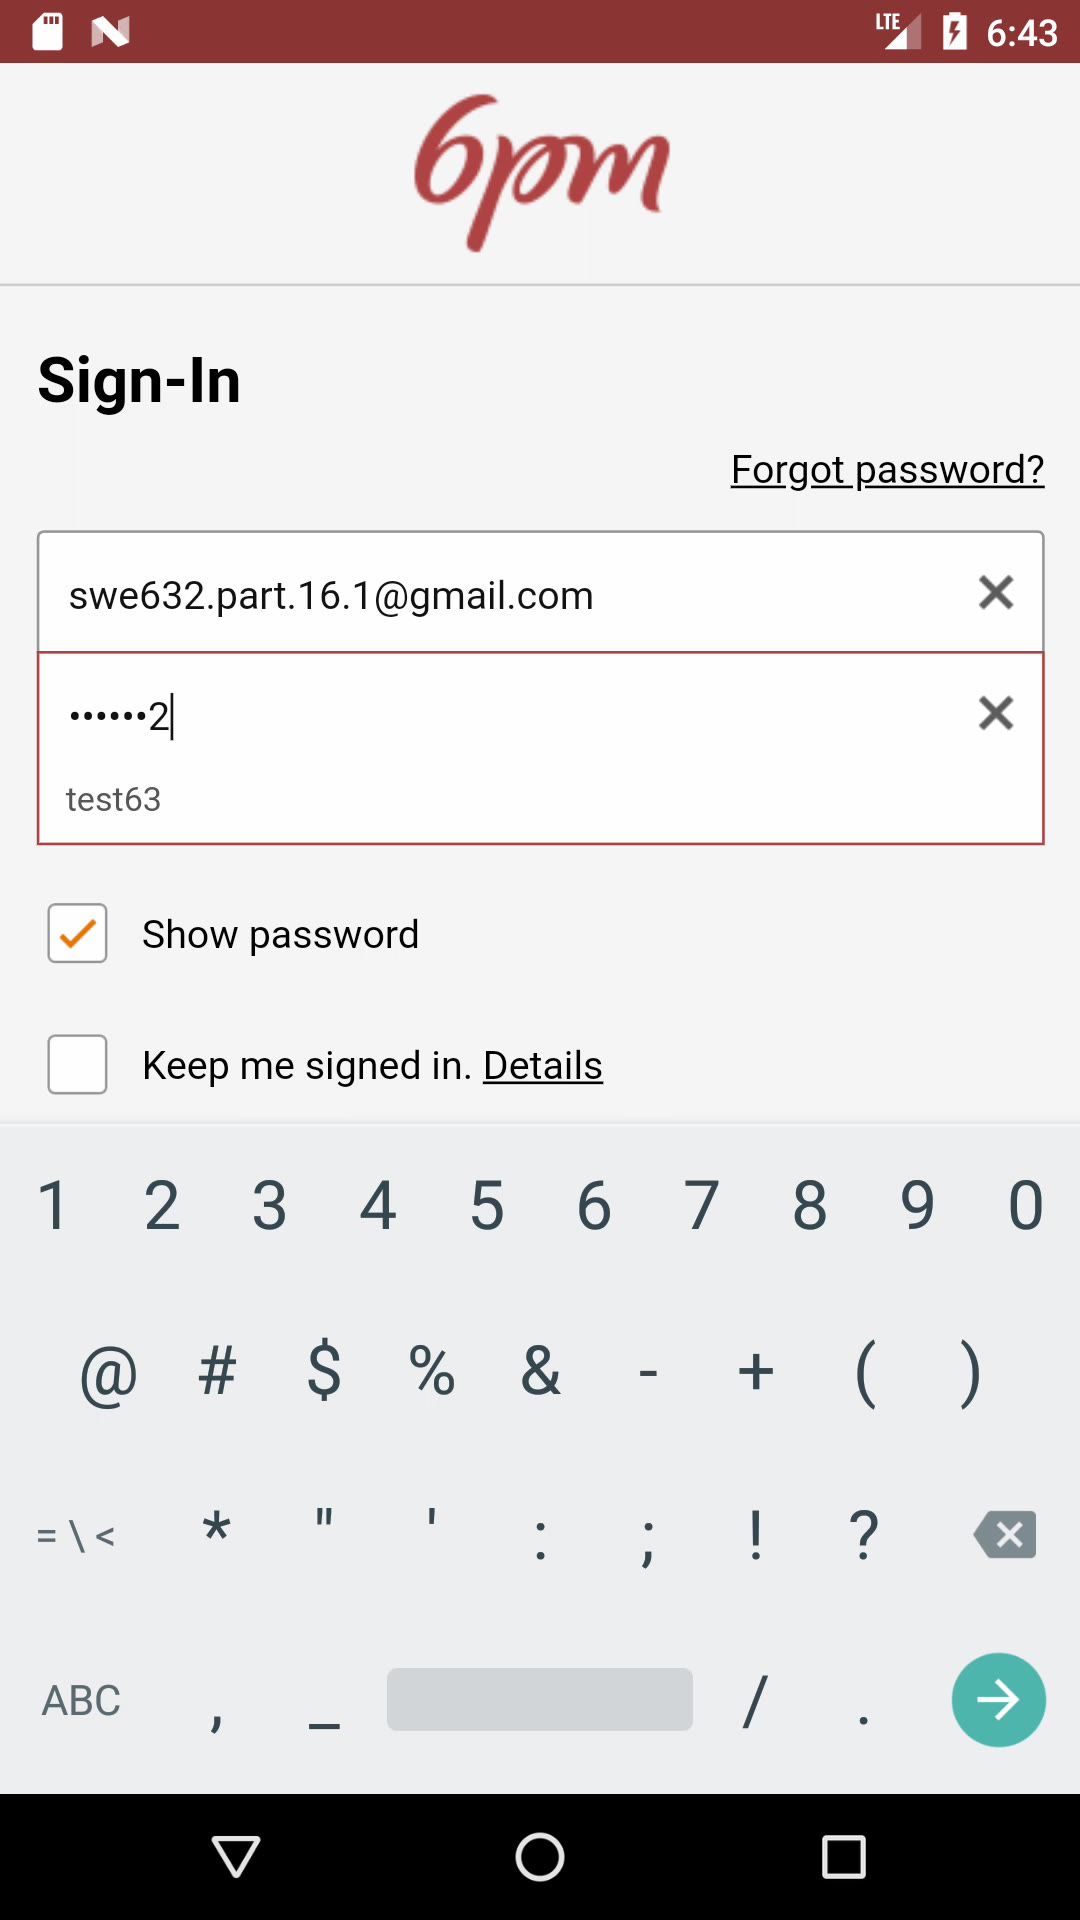 LTE 6:43
6pm
Sign-In
Forgot password?
swe632.part.16.1@gmail.com
••••••2
test63
Show password
Keep me signed in. Details
1 2 3 4 5 6 7 8 9 0
@ # $ % & - + ( )
= \ < * " ' : ; ! ?
ABC , _ / .